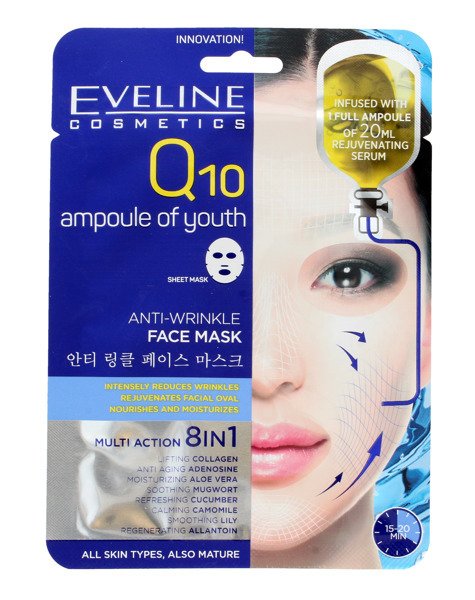 INNOVATION!
EVELINE
COSMETICS
Q10
ampoule of youth
SHEET MASK
ANTI-WRINKLE
FACE MASK
안티 링클 페이스 마스크
INTENSELY REDUCES WRINKLES
REJUVENATES FACIAL OVAL
NOURISHES AND MOISTURIZES
MULTI ACTION 8IN1
LIFTING COLLAGEN
ANTI AGING ADENOSINE
MOISTURIZING ALOE VERA
SOOTHING MUGWORT
REFRESHING CUCUMBER
CALMING CAMOMILE
SMOOTHING LILY
REGENERATING ALLANTOIN
ALL SKIN TYPES, ALSO MATURE
INFUSED WITH
1 FULL AMPOULE
OF 20ML
REJUVENATING
SERUM
15-20
MIN